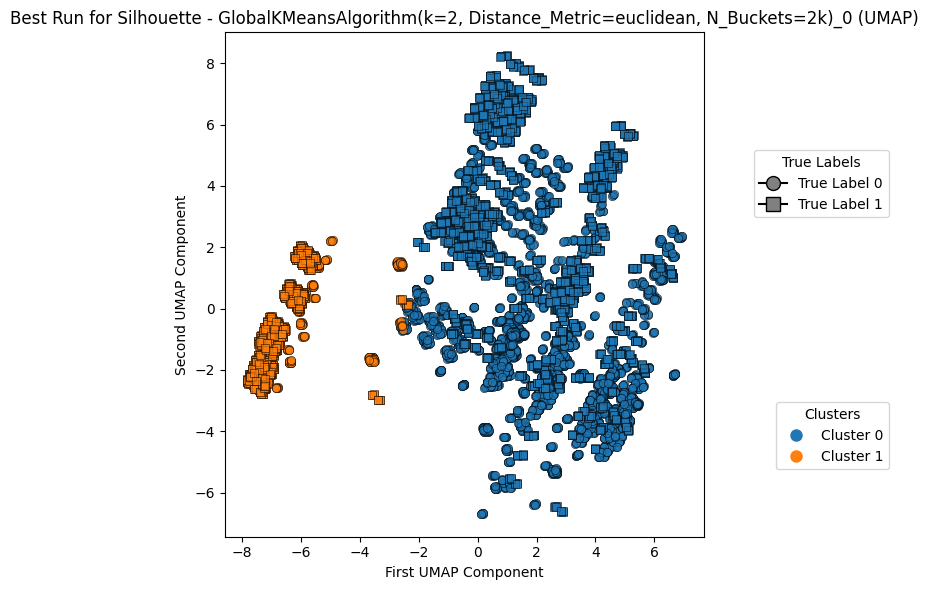 Best Run for Silhouette - GlobalKMeansAlgorithm(k=2, Distance_Metric=euclidean, N_Buckets=2k)_0 (UMAP)
8
6
4
2
0
−2
−4
−6
Second UMAP Component
−8
−6
−4
−2
0
2
4
6
First UMAP Component
True Labels
True Label 0
True Label 1
Clusters
Cluster 0
Cluster 1